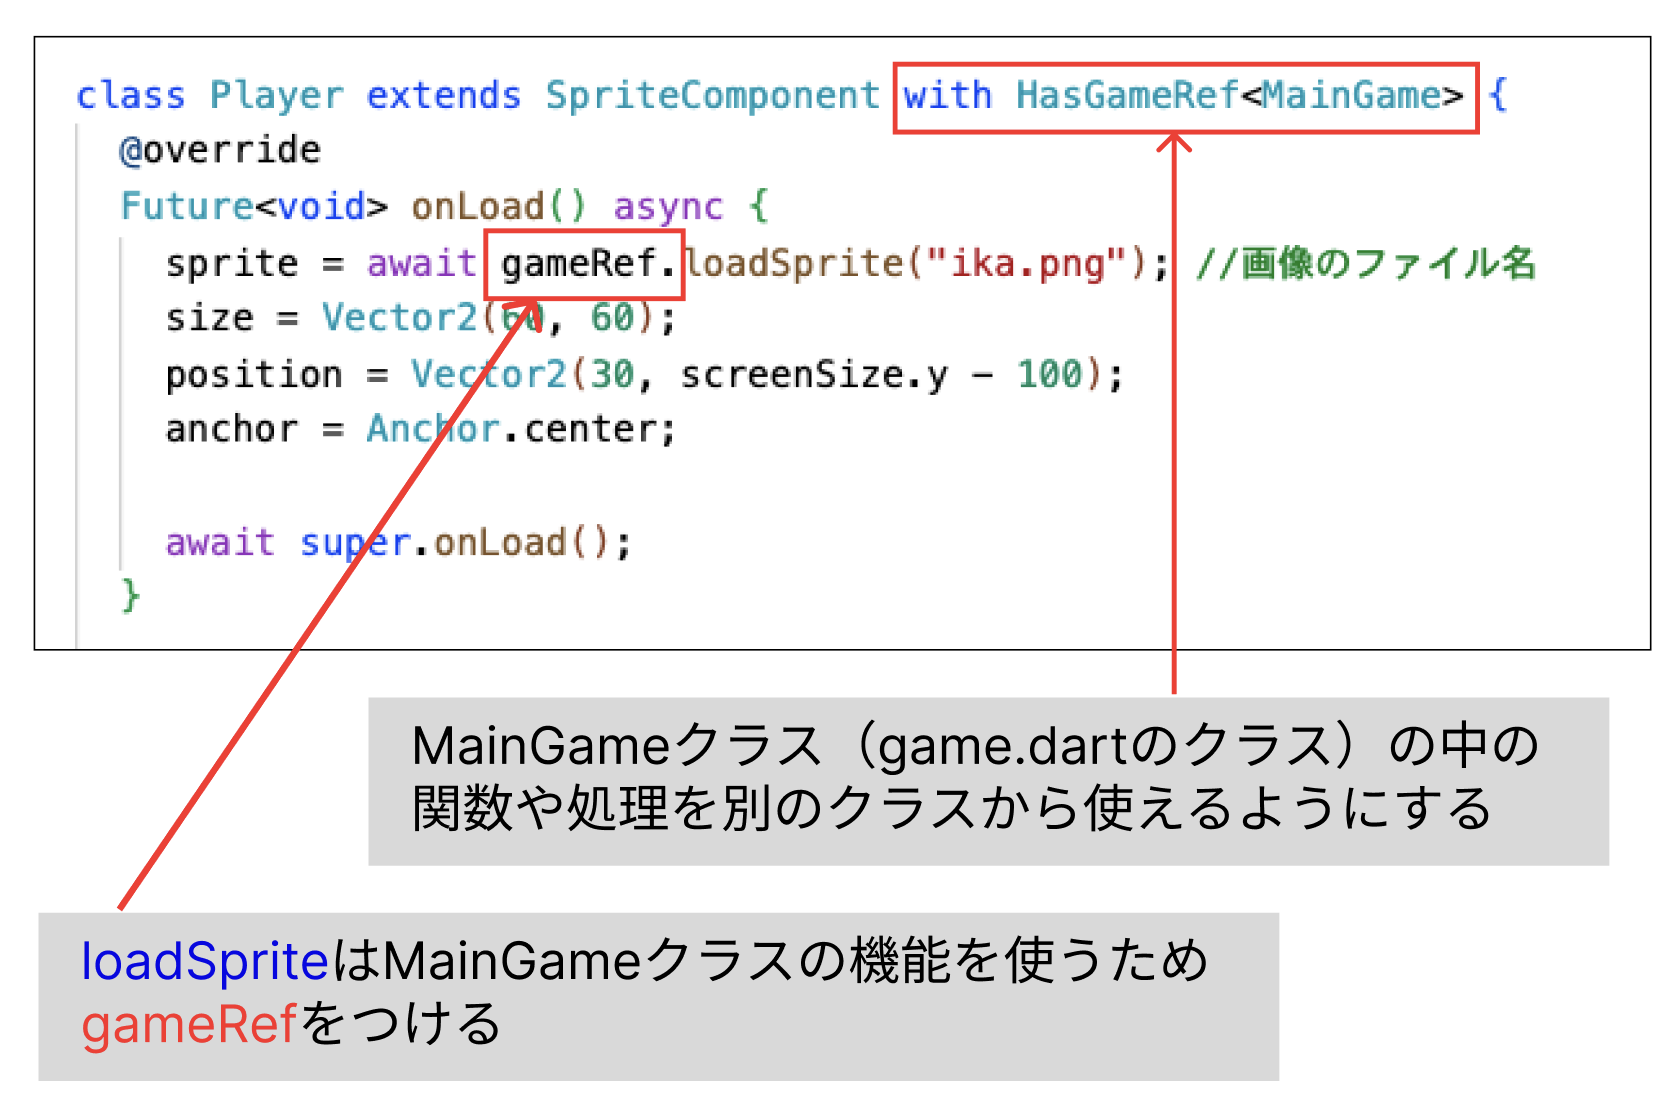 class Player extends SpriteComponent with HasGameRef<MainGame> {
@override
Future<void> onLoad() async {
sprite = await gameRef.loadSprite("ika.png"); //画像のファイル名
size = Vector2(60, 60);
position = Vector2(30, screenSize.y - 100);
anchor = Anchor.center;
await super.onLoad();
}
MainGameクラス（game.dartのクラス）の中の
関数や処理を別のクラスから使えるようにする
loadSpriteはMainGameクラスの機能を使うため
gameRefをつける